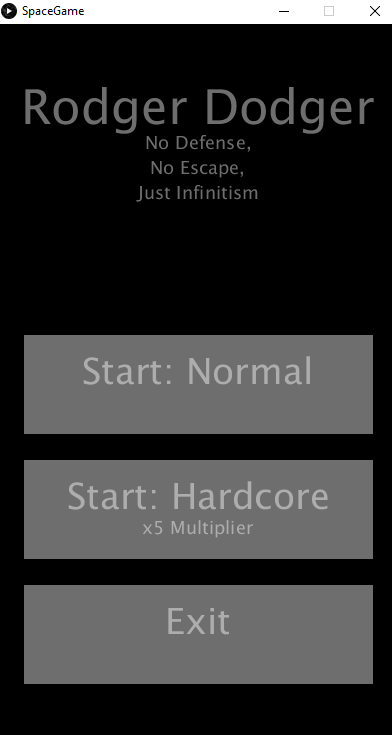 SpaceGame
Rodger Dodger
No Defense,
No Escape,
Just Infinitism
Start: Normal
Start: Hardcore
x5 Multiplier
Exit